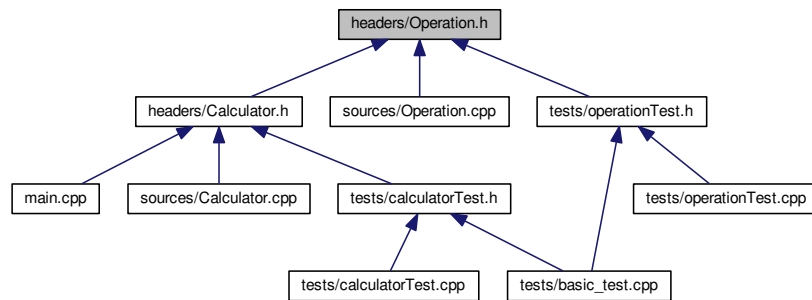 headers/Operation.h
headers/Calculator.h
sources/Operation.cpp
tests/operationTest.h
main.cpp
sources/Calculator.cpp
tests/calculatorTest.h
tests/operationTest.cpp
tests/calculatorTest.cpp
tests/basic_test.cpp